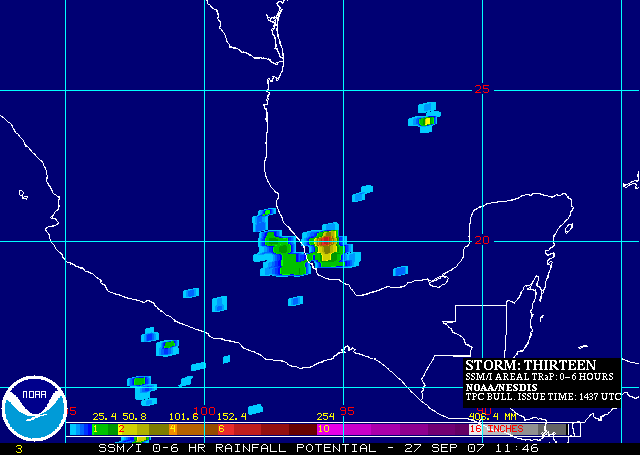 25
20
STORM: THIRTEEN
SSM/I AREAL TRaP: 0-6 HOURS
NOAA/NESDIS
TPC BULL. ISSUE TIME: 1437 UTC
NOAA
5 100 95 90
25.4 50.8 101.6 152.4 254 406.4 MM
1 2 4 6 10 16 INCHES
3 SSM/I 0-6 HR RAINFALL POTENTIAL - 27 SEP 07 11:46